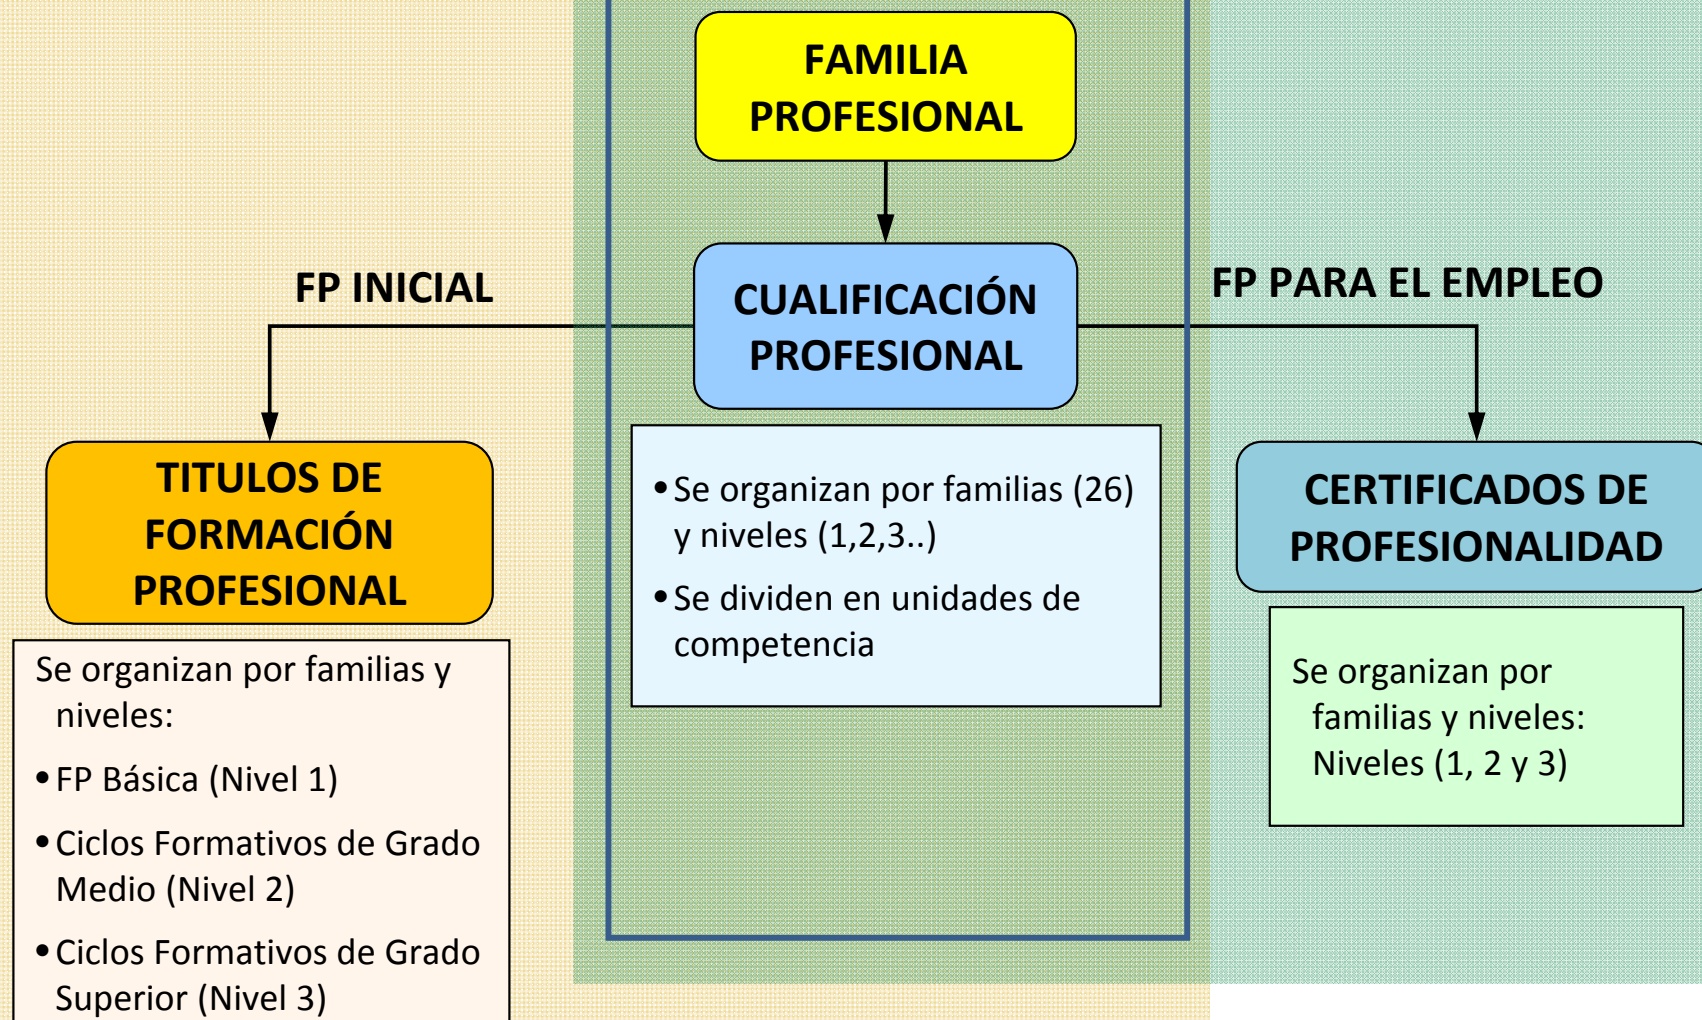 FAMILIA
PROFESIONAL
FP INICIAL
CUALIFICACIÓN
PROFESIONAL
FP PARA EL EMPLEO
TITULOS DE
FORMACIÓN
PROFESIONAL
Se organizan por familias y
niveles:
•FP Básica (Nivel 1)
•Ciclos Formativos de Grado
Medio (Nivel 2)
•Ciclos Formativos de Grado
Superior (Nivel 3)
•Se organizan por familias (26)
y niveles (1,2,3..)
•Se dividen en unidades de
competencia
CERTIFICADOS DE
PROFESIONALIDAD
Se organizan por
familias y niveles:
Niveles (1, 2 y 3)